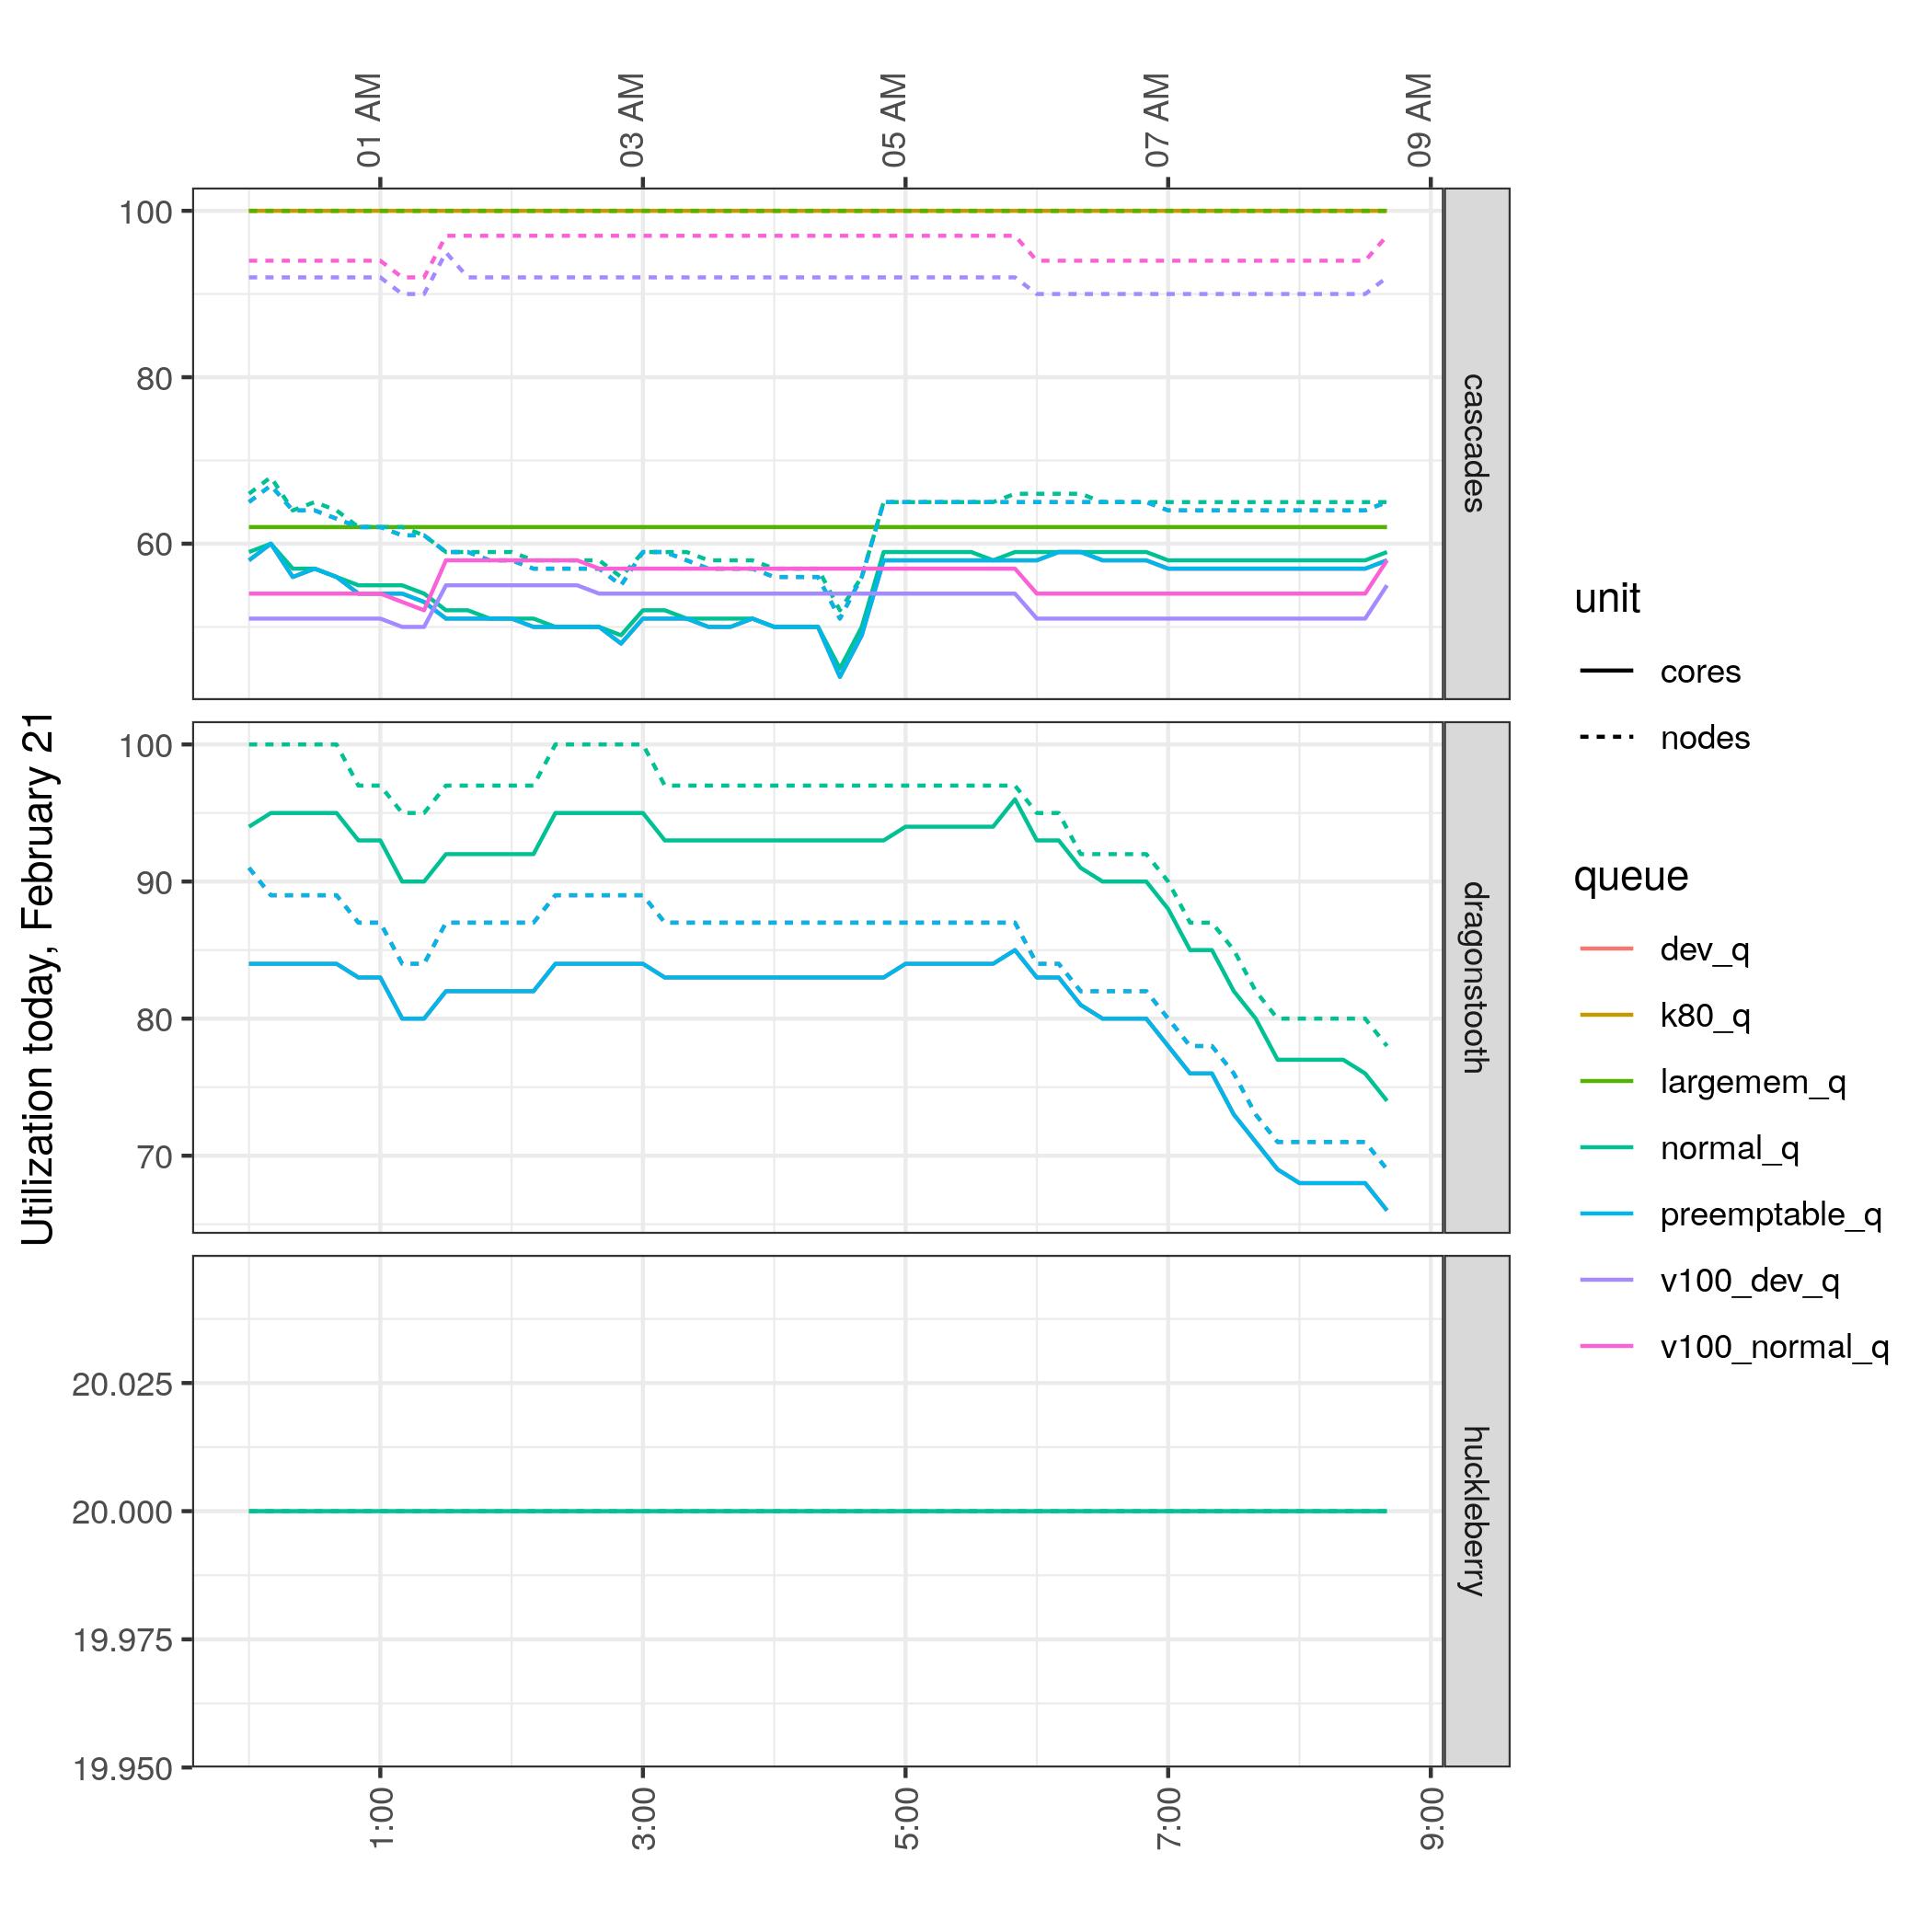 01 AM
03 AM
05 AM
07 AM
09 AM
Utilization today, February 21
100
80
60
cascades
100
90
80
70
dragonstooth
20.025
20.000
19.975
19.950
huckleberry
1:00
3:00
5:00
7:00
9:00
unit
cores
nodes
queue
dev_q
k80_q
largemem_q
normal_q
preemptable_q
v100_dev_q
v100_normal_q